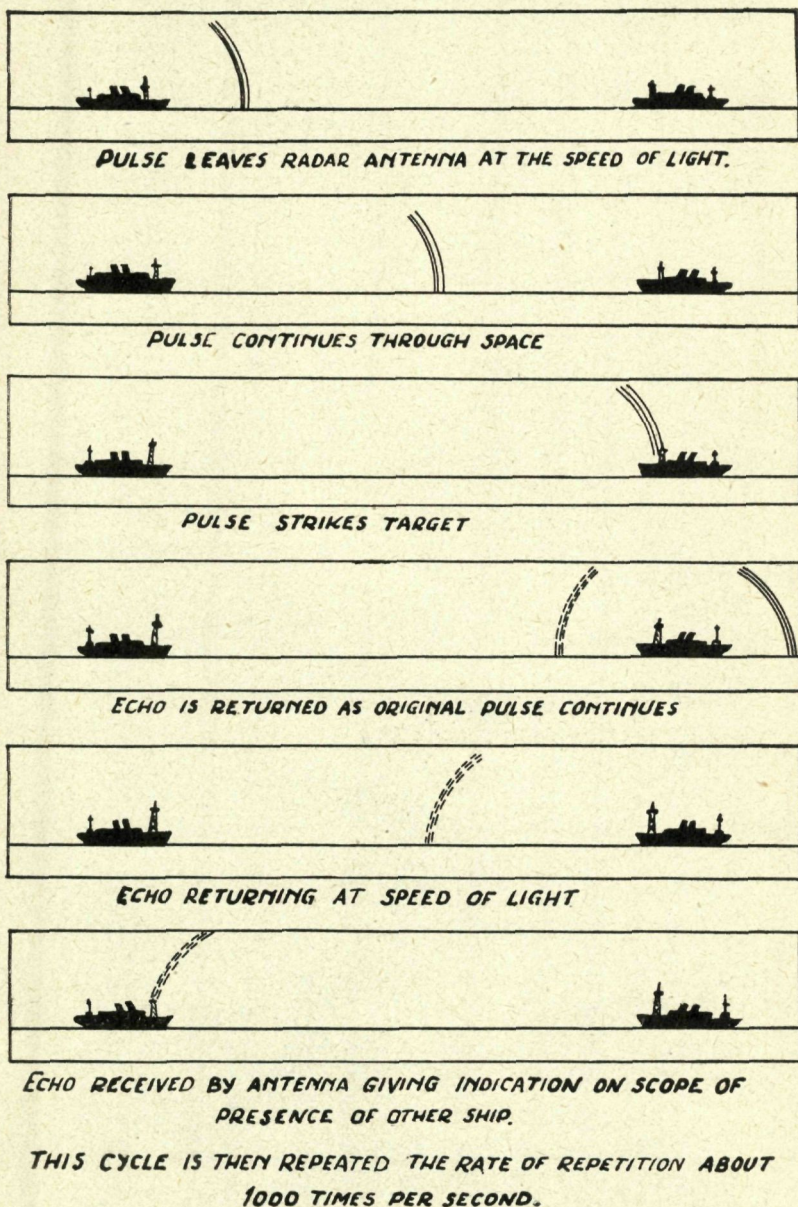 PULSE LEAVES RADAR ANTENNA AT THE SPEED OF LIGHT.
PULSE CONTINUES THROUGH SPACE
PULSE STRIKES TARGET
ECHO IS RETURNED AS ORIGINAL PULSE CONTINUES
ECHO RETURNING AT SPEED OF LIGHT
ECHO RECEIVED BY ANTENNA GIVING INDICATION ON SCOPE OF
PRESENCE OF OTHER SHIP.
THIS CYCLE IS THEN REPEATED THE RATE OF REPETITION ABOUT
1000 TIMES PER SECOND.